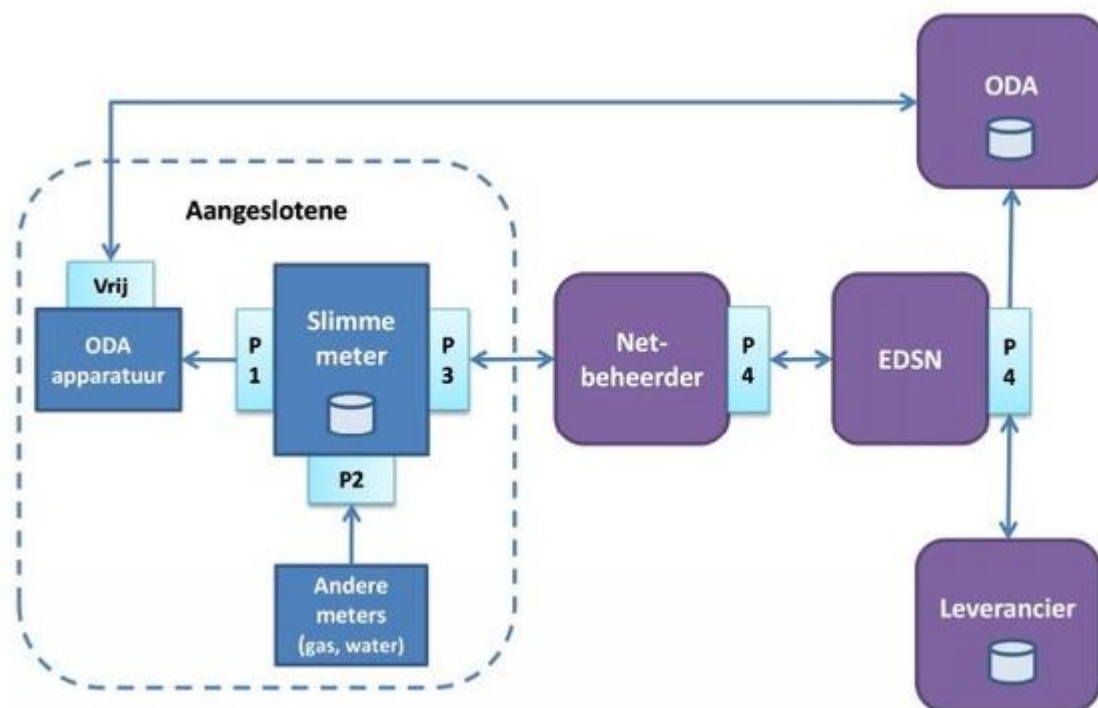 ODA
Aangeslotene
Vrij
ODA
apparatuur
P
1
Slimme
meter
P
3
Net-
beheerder
P
4
EDSN
P
4
P2
Andere
meters
(gas, water)
Leverancier